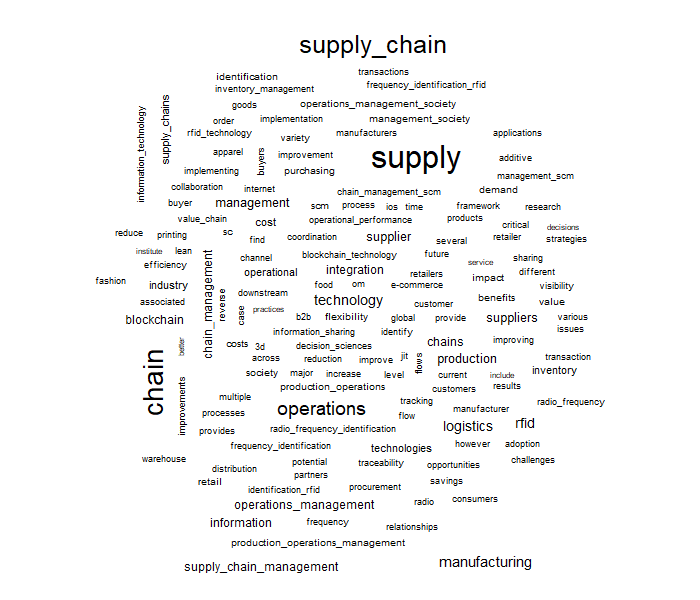 supply_chain
transactions
identification
frequency_identification_rfid
inventory_management
goods
operations_management_society
information_technology
supply_chains
order
implementation
management_society
rfid_technology
variety
manufacturers
applications
apparel
buyers
improvement
supply
additive
implementing
purchasing
management_scm
collaboration
internet
chain_management_scm
demand
buyer
management
scm
process
ios
time
framework
research
value_chain
cost
operational_performance
products
critical
decisions
reduce
printing
sc
find
coordination
supplier
several
retailer
strategies
institute
lean
channel
blockchain_technology
future
service
sharing
efficiency
chain_management
operational
integration
retailers
impact
different
fashion
industry
reverse
downstream
food
om
e-commerce
visibility
associated
technology
customer
benefits
value
blockchain
case
practices
b2b
flexibility
global
provide
suppliers
various
information_sharing
identify
issues
chain
better
costs
3d
decision_sciences
chains
improving
across
reduction
improve
jit
flows
production
transaction
society
major
increase
level
current
include
inventory
improvements
production_operations
customers
results
multiple
tracking
radio_frequency
processes
operations
flow
manufacturer
provides
radio_frequency_identification
logistics
rfid
frequency_identification
technologies
however
adoption
warehouse
distribution
potential
traceability
opportunities
challenges
retail
partners
identification_rfid
procurement
savings
operations_management
radio
consumers
information
frequency
relationships
production_operations_management
supply_chain_management
manufacturing